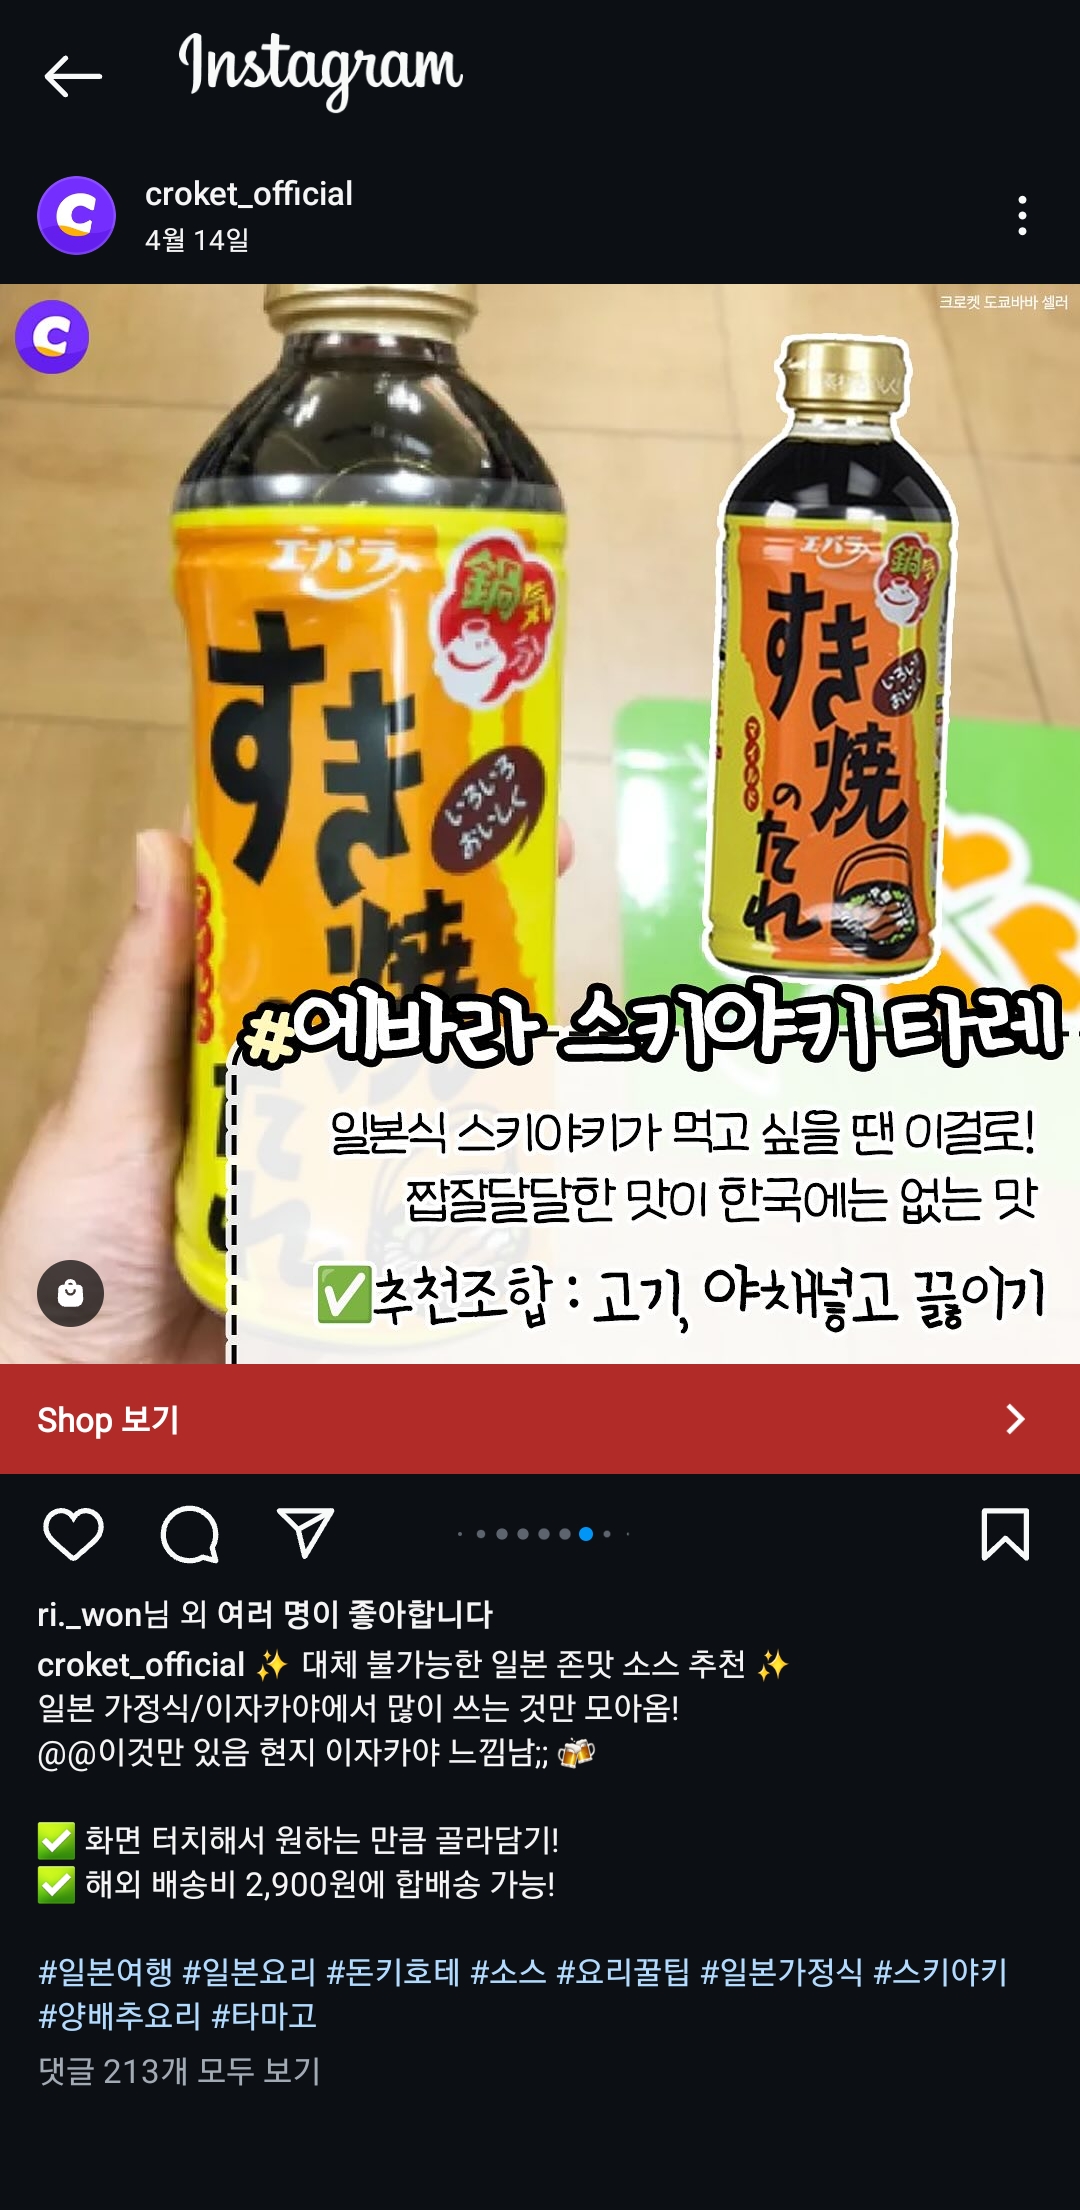 Instagram
croket_official
4월 14일
C
크로켓 도쿄바바 셀러
C
エバラ
鍋気分
すき焼
いろいろ
おいしく
マイルド
エバラ
鍋気
すき焼
のたれ
いろいろ
おいしく
マイルド
#에바라 스키야키 타레
일본식 스키야키가 먹고 싶을 땐 이걸로!
짭잘달달한 맛이 한국에는 없는 맛
✅추천조합 : 고기, 야채넣고 끓이기
Shop 보기
ri._won님 외 여러 명이 좋아합니다
croket_official ✨ 대체 불가능한 일본 존맛 소스 추천 ✨
일본 가정식/이자카야에서 많이 쓰는 것만 모아옴!
@@이것만 있음 현지 이자카야 느낌남;; 🍻
✅ 화면 터치해서 원하는 만큼 골라담기!
✅ 해외 배송비 2,900원에 합배송 가능!
#일본여행 #일본요리 #돈키호테 #소스 #요리꿀팁 #일본가정식 #스키야키
#양배추요리 #타마고
댓글 213개 모두 보기